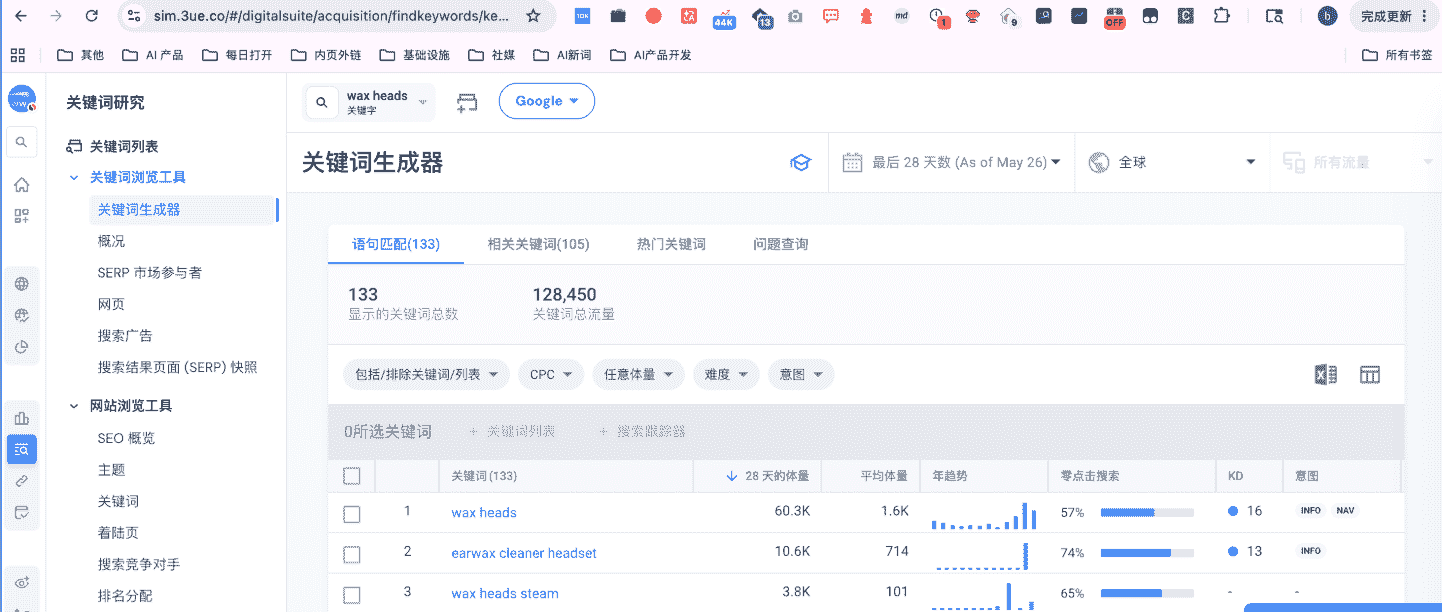 sim.3ue.co/#/digitalsuite/acquisition/findkeywords/ke...
10K
44K
13
md
1
9
OFF
C
b
完成更新
其他
AI 产品
每日打开
内页外链
基础设施
社媒
AI新词
AI产品开发
所有书签
关键词研究
关键词列表
关键词浏览工具
关键词生成器
概况
SERP 市场参与者
网页
搜索广告
搜索结果页面 (SERP) 快照
网站浏览工具
SEO 概览
主题
关键词
着陆页
搜索竞争对手
排名分配
wax heads
关键字
Google
关键词生成器
最后 28 天数 (As of May 26)
全球
所有流量
语句匹配(133)
相关关键词(105)
热门关键词
问题查询
133
显示的关键词总数
128,450
关键词总流量
包括/排除关键词/列表
CPC
任意体量
难度
意图
0所选关键词
+ 关键词列表
+ 搜索跟踪器
关键词(133)
↓ 28 天的体量
平均体量
年趋势
零点击搜索
KD
意图
1 wax heads 60.3K 1.6K 57% 16 INFO NAV
2 earwax cleaner headset 10.6K 714 74% 13 INFO
3 wax heads steam 3.8K 101 65% - -